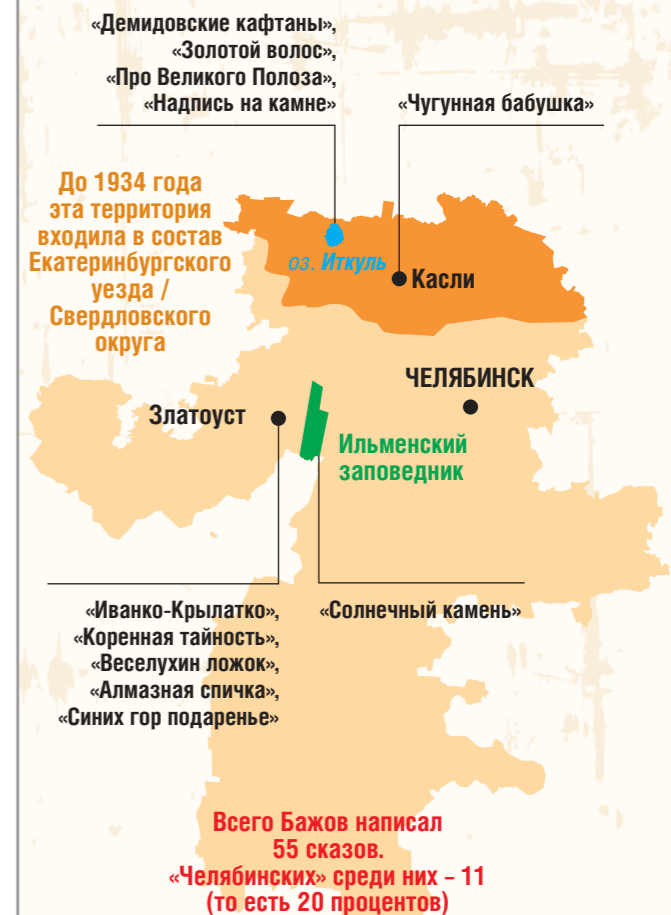 «Демидовские кафтаны»,
«Золотой волос»,
«Про Великого Полоза»,
«Надпись на камне»
«Чугунная бабушка»
До 1934 года
эта территория
входила в состав
Екатеринбургского
уезда /
Свердловского
округа
оз. Иткуль
Касли
ЧЕЛЯБИНСК
Златоуст
Ильменский
заповедник
«Иванко-Крылатко»,
«Коренная тайность»,
«Веселухин ложок»,
«Алмазная спичка»,
«Синих гор подаренье»
«Солнечный камень»
Всего Бажов написал
55 сказов.
«Челябинских» среди них – 11
(то есть 20 процентов)